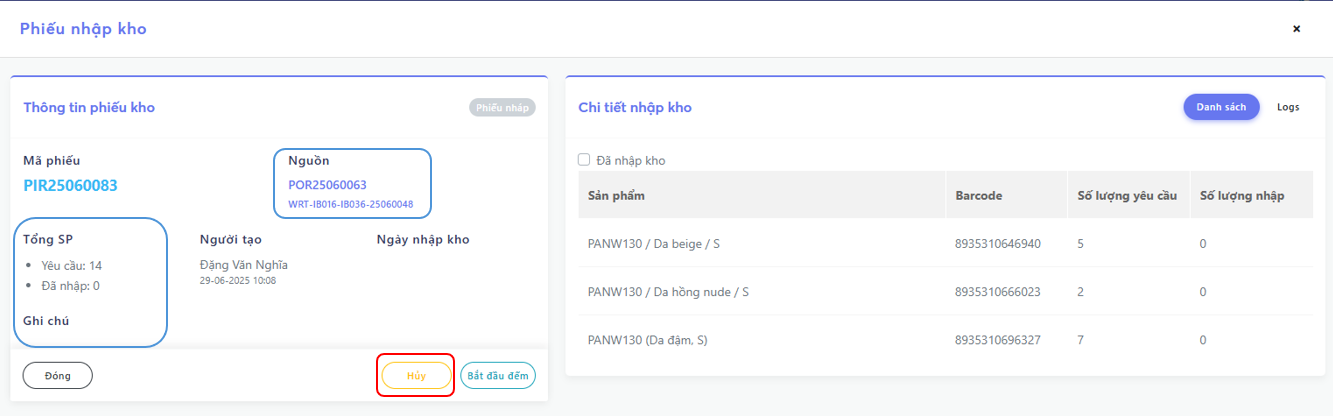 Phiếu nhập kho
×
Thông tin phiếu kho
Phiếu nháp
Mã phiếu
PIR25060083
Nguồn
POR25060063
WRT-IB016-IB036-25060048
Tổng SP
Yêu cầu: 14
Đã nhập: 0
Người tạo
Đặng Văn Nghĩa
29-06-2025 10:08
Ngày nhập kho
Ghi chú
Đóng
Hủy
Bắt đầu đếm
Chi tiết nhập kho
Danh sách
Logs
Đã nhập kho
Sản phẩm Barcode Số lượng yêu cầu Số lượng nhập
PANW130 / Da beige / S 8935310646940 5 0
PANW130 / Da hồng nude / S 8935310666023 2 0
PANW130 (Da đậm, S) 8935310696327 7 0